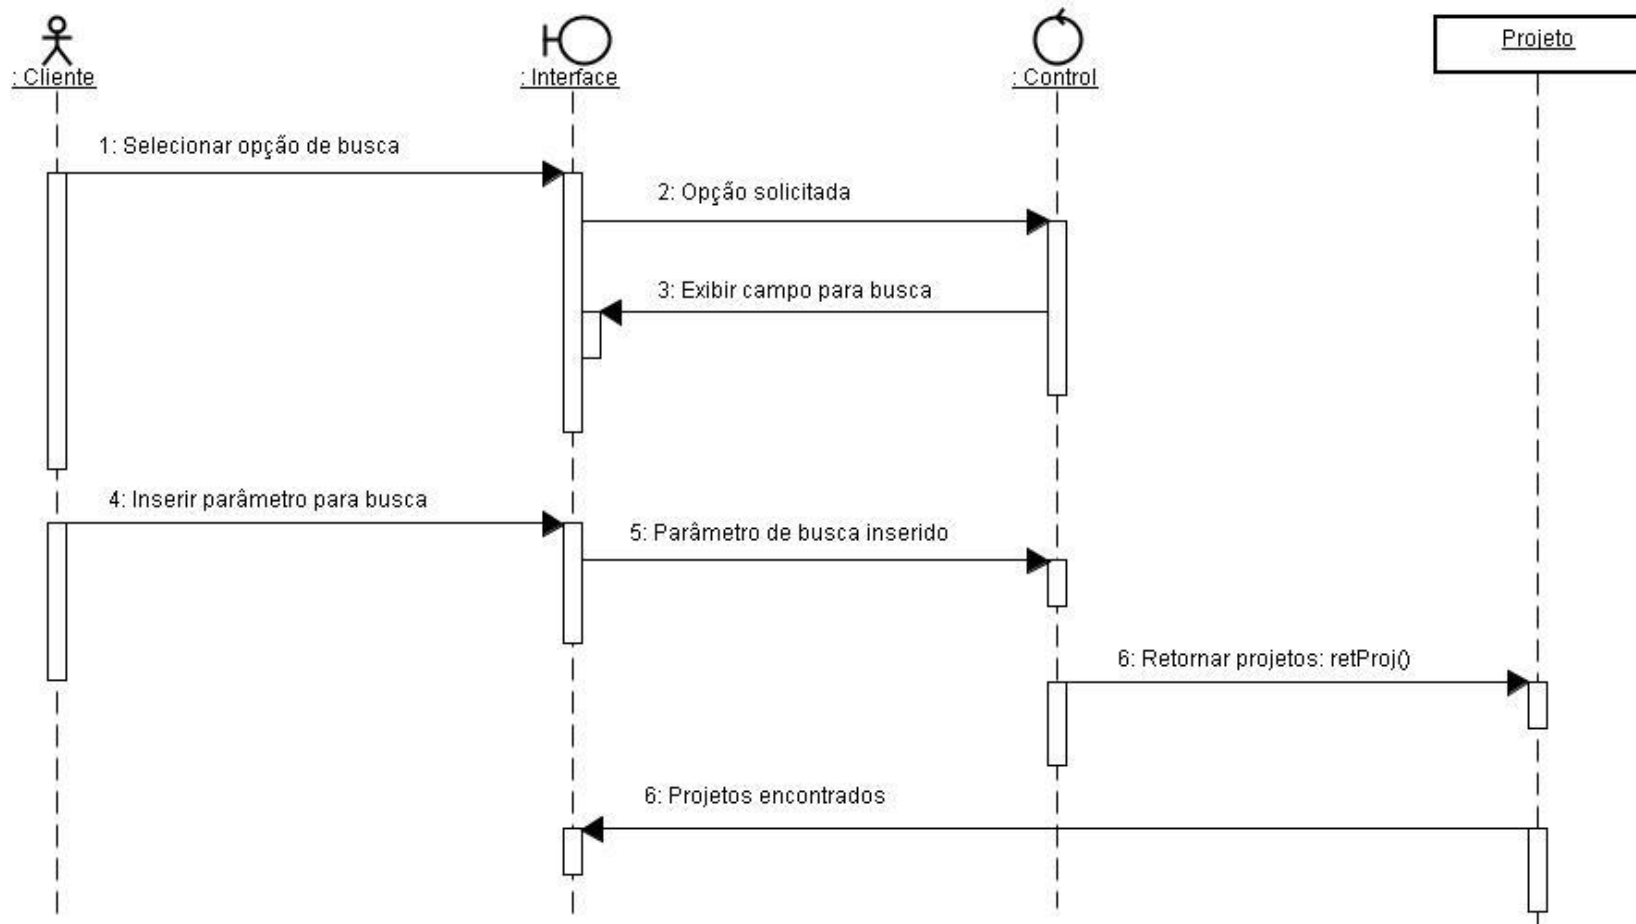 : Cliente
: Interface
: Control
Projeto
1: Selecionar opção de busca
2: Opção solicitada
3: Exibir campo para busca
4: Inserir parâmetro para busca
5: Parâmetro de busca inserido
6: Retornar projetos: retProj()
6: Projetos encontrados